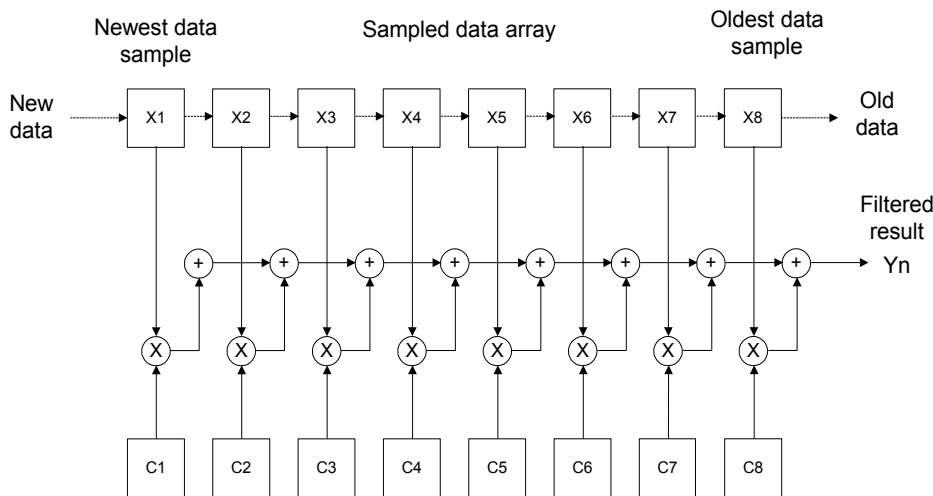 Newest data
sample
Sampled data array
Oldest data
sample
New
data
X1 X2 X3 X4 X5 X6 X7 X8
Old
data
Filtered
result
+ + + + + + + +
Yn
X X X X X X X X
C1 C2 C3 C4 C5 C6 C7 C8